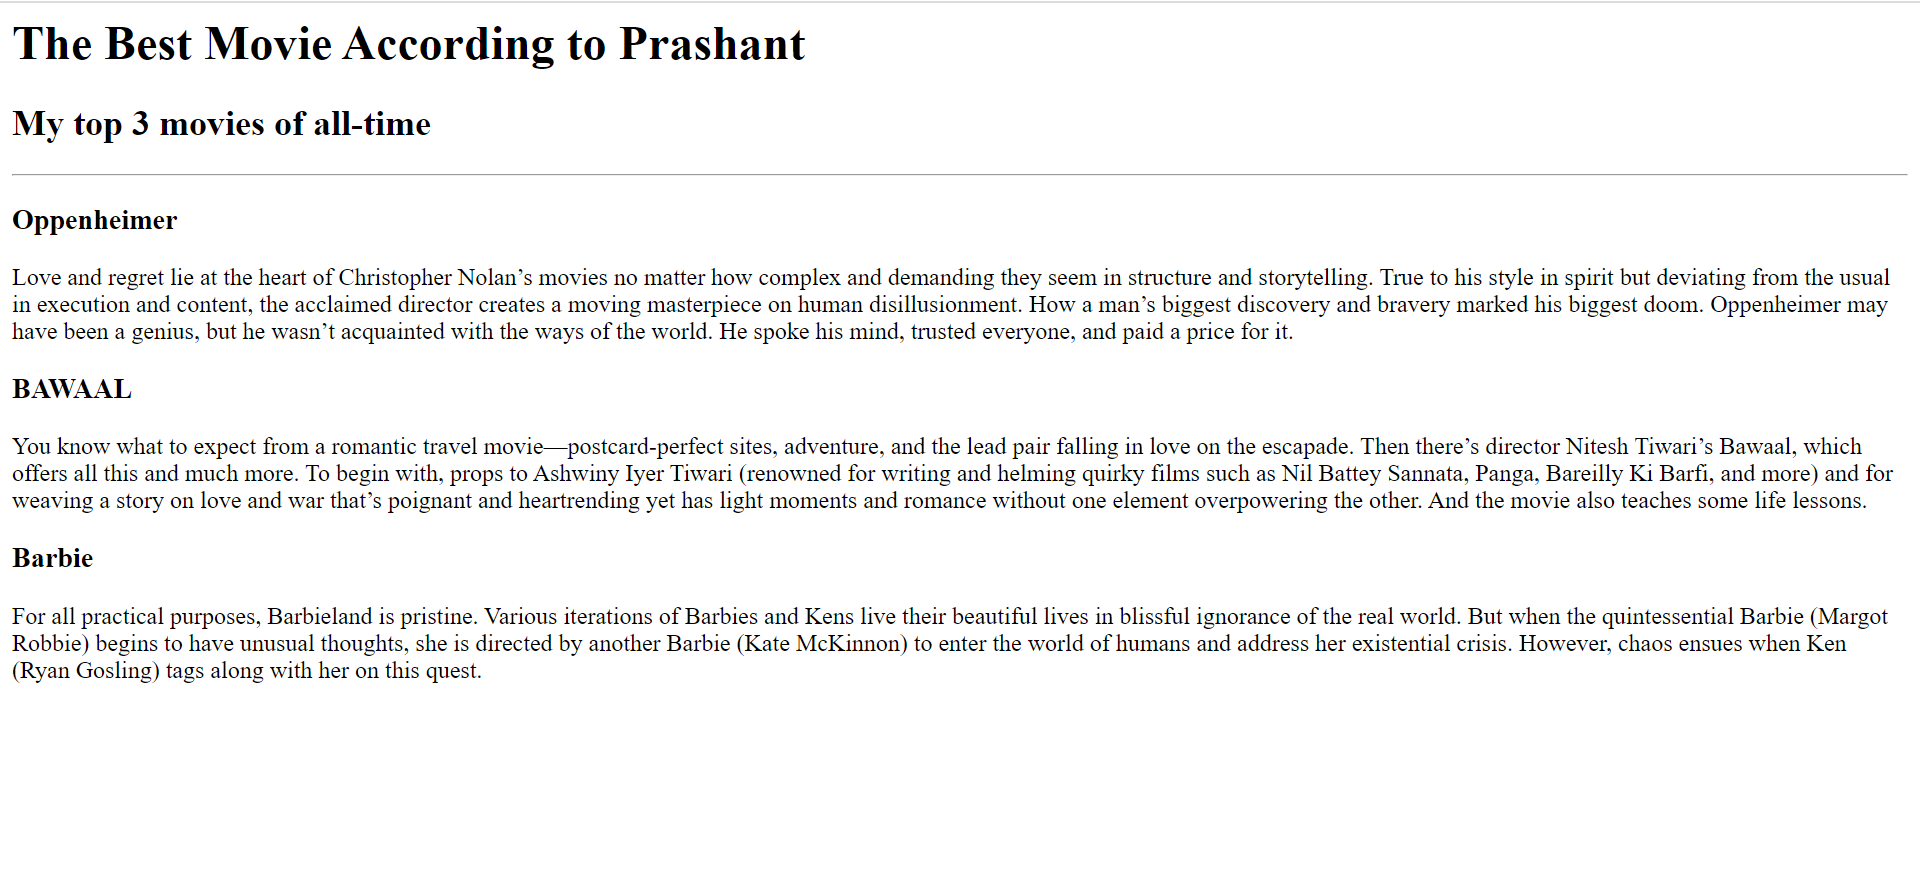 The Best Movie According to Prashant
My top 3 movies of all-time
Oppenheimer
Love and regret lie at the heart of Christopher Nolan’s movies no matter how complex and demanding they seem in structure and storytelling. True to his style in spirit but deviating from the usual
in execution and content, the acclaimed director creates a moving masterpiece on human disillusionment. How a man’s biggest discovery and bravery marked his biggest doom. Oppenheimer may
have been a genius, but he wasn’t acquainted with the ways of the world. He spoke his mind, trusted everyone, and paid a price for it.
BAWAAL
You know what to expect from a romantic travel movie—postcard-perfect sites, adventure, and the lead pair falling in love on the escapade. Then there’s director Nitesh Tiwari’s Bawaal, which
offers all this and much more. To begin with, props to Ashwiny Iyer Tiwari (renowned for writing and helming quirky films such as Nil Battey Sannata, Panga, Bareilly Ki Barfi, and more) and for
weaving a story on love and war that’s poignant and heartrending yet has light moments and romance without one element overpowering the other. And the movie also teaches some life lessons.
Barbie
For all practical purposes, Barbieland is pristine. Various iterations of Barbies and Kens live their beautiful lives in blissful ignorance of the real world. But when the quintessential Barbie (Margot
Robbie) begins to have unusual thoughts, she is directed by another Barbie (Kate McKinnon) to enter the world of humans and address her existential crisis. However, chaos ensues when Ken
(Ryan Gosling) tags along with her on this quest.